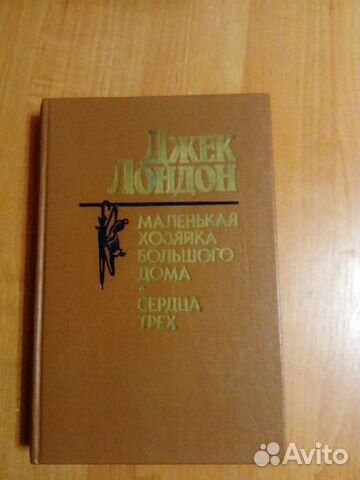 ДЖЕК
ЛОНДОН
МАЛЕНЬКАЯ
ХОЗЯЙКА
БОЛЬШОГО
ДОМА
СЕРДЦА
ТРЕХ
Avito